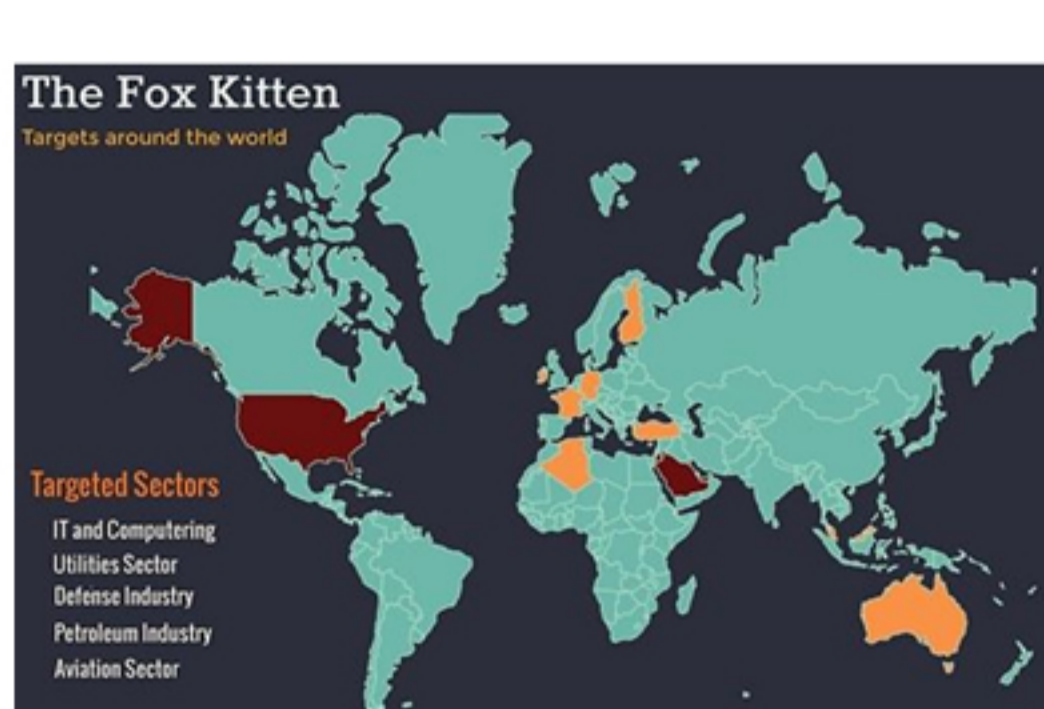 The Fox Kitten
Targets around the world
Targeted Sectors
IT and Computering
Utilities Sector
Defense Industry
Petroleum Industry
Aviation Sector